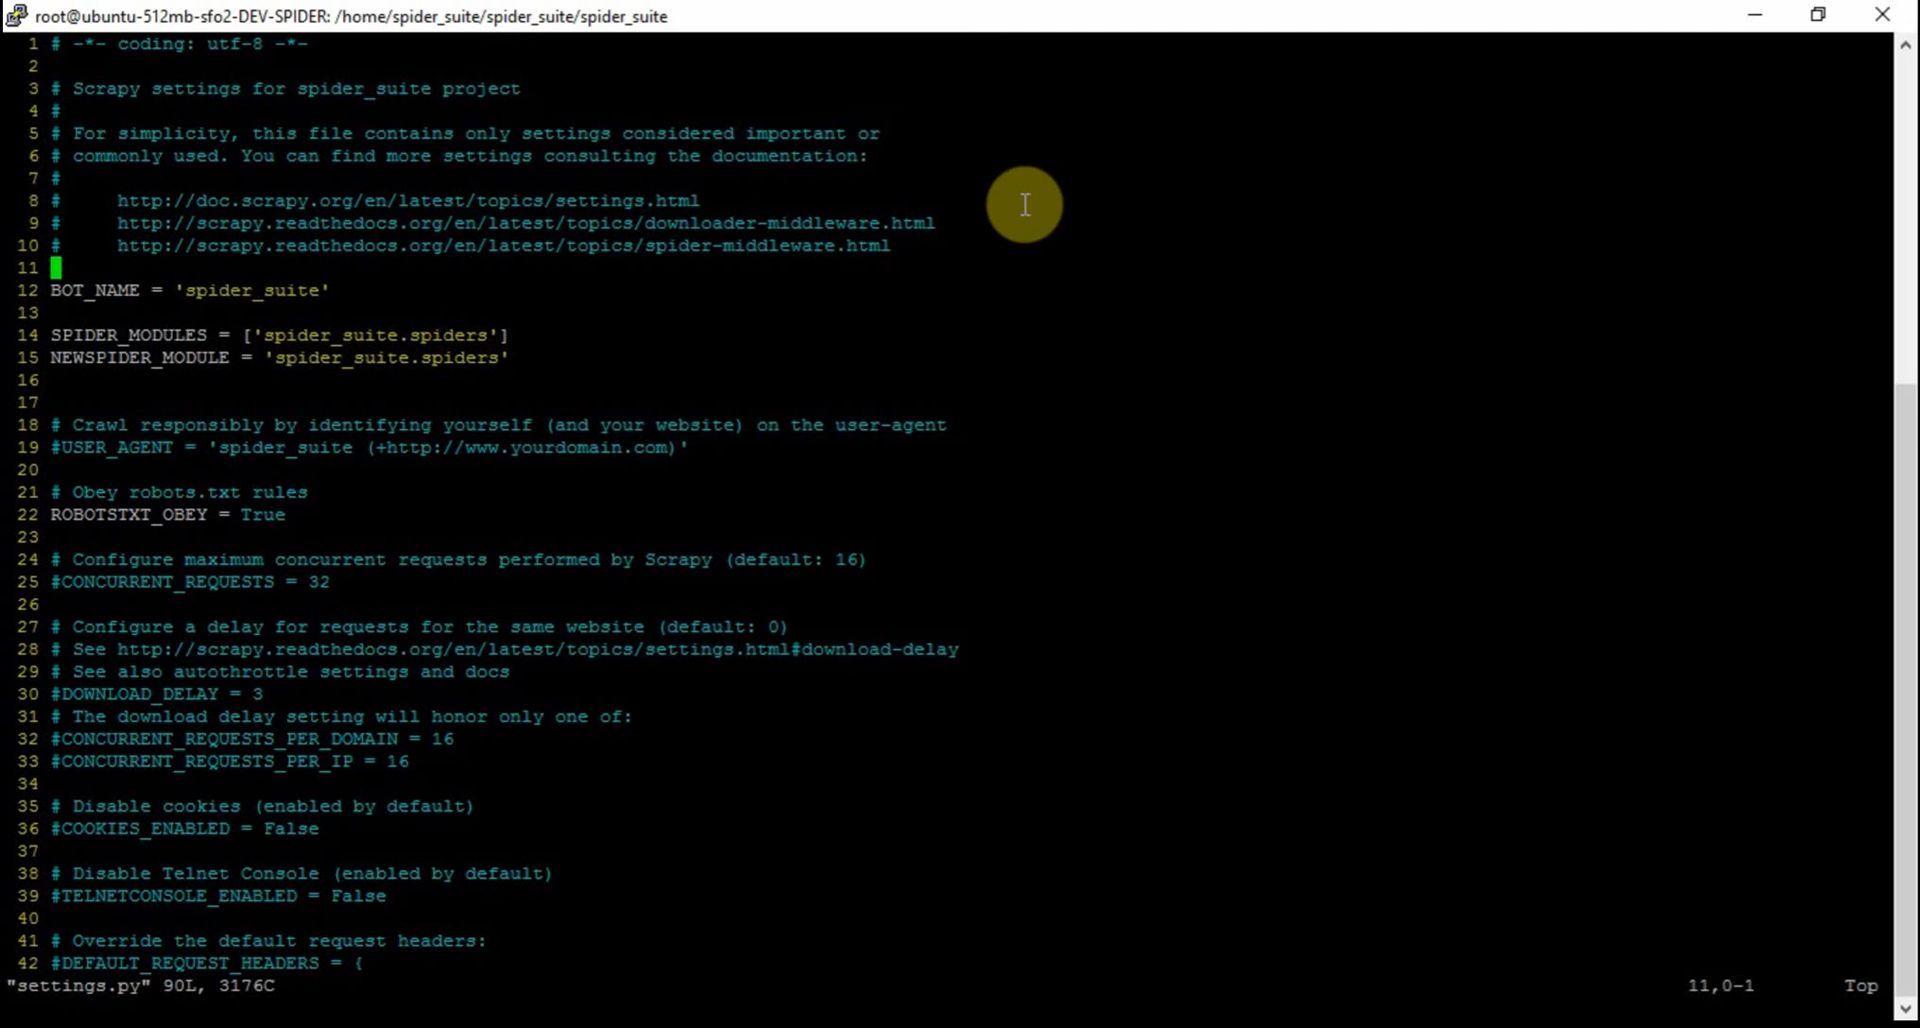 root@ubuntu-512mb-sfo2-DEV-SPIDER: /home/spider_suite/spider_suite/spider_suite
1 # -*- coding: utf-8 -*-
2
3 # Scrapy settings for spider_suite project
4 #
5 # For simplicity, this file contains only settings considered important or
6 # commonly used. You can find more settings consulting the documentation:
7 #
8 #     http://doc.scrapy.org/en/latest/topics/settings.html
9 #     http://scrapy.readthedocs.org/en/latest/topics/downloader-middleware.html
10 #     http://scrapy.readthedocs.org/en/latest/topics/spider-middleware.html
11
12 BOT_NAME = 'spider_suite'
13
14 SPIDER_MODULES = ['spider_suite.spiders']
15 NEWSPIDER_MODULE = 'spider_suite.spiders'
16
17
18 # Crawl responsibly by identifying yourself (and your website) on the user-agent
19 #USER_AGENT = 'spider_suite (+http://www.yourdomain.com)'
20
21 # Obey robots.txt rules
22 ROBOTSTXT_OBEY = True
23
24 # Configure maximum concurrent requests performed by Scrapy (default: 16)
25 #CONCURRENT_REQUESTS = 32
26
27 # Configure a delay for requests for the same website (default: 0)
28 # See http://scrapy.readthedocs.org/en/latest/topics/settings.html#download-delay
29 # See also autothrottle settings and docs
30 #DOWNLOAD_DELAY = 3
31 # The download delay setting will honor only one of:
32 #CONCURRENT_REQUESTS_PER_DOMAIN = 16
33 #CONCURRENT_REQUESTS_PER_IP = 16
34
35 # Disable cookies (enabled by default)
36 #COOKIES_ENABLED = False
37
38 # Disable Telnet Console (enabled by default)
39 #TELNETCONSOLE_ENABLED = False
40
41 # Override the default request headers:
42 #DEFAULT_REQUEST_HEADERS = {
"settings.py" 90L, 3176C 11,0-1 Top